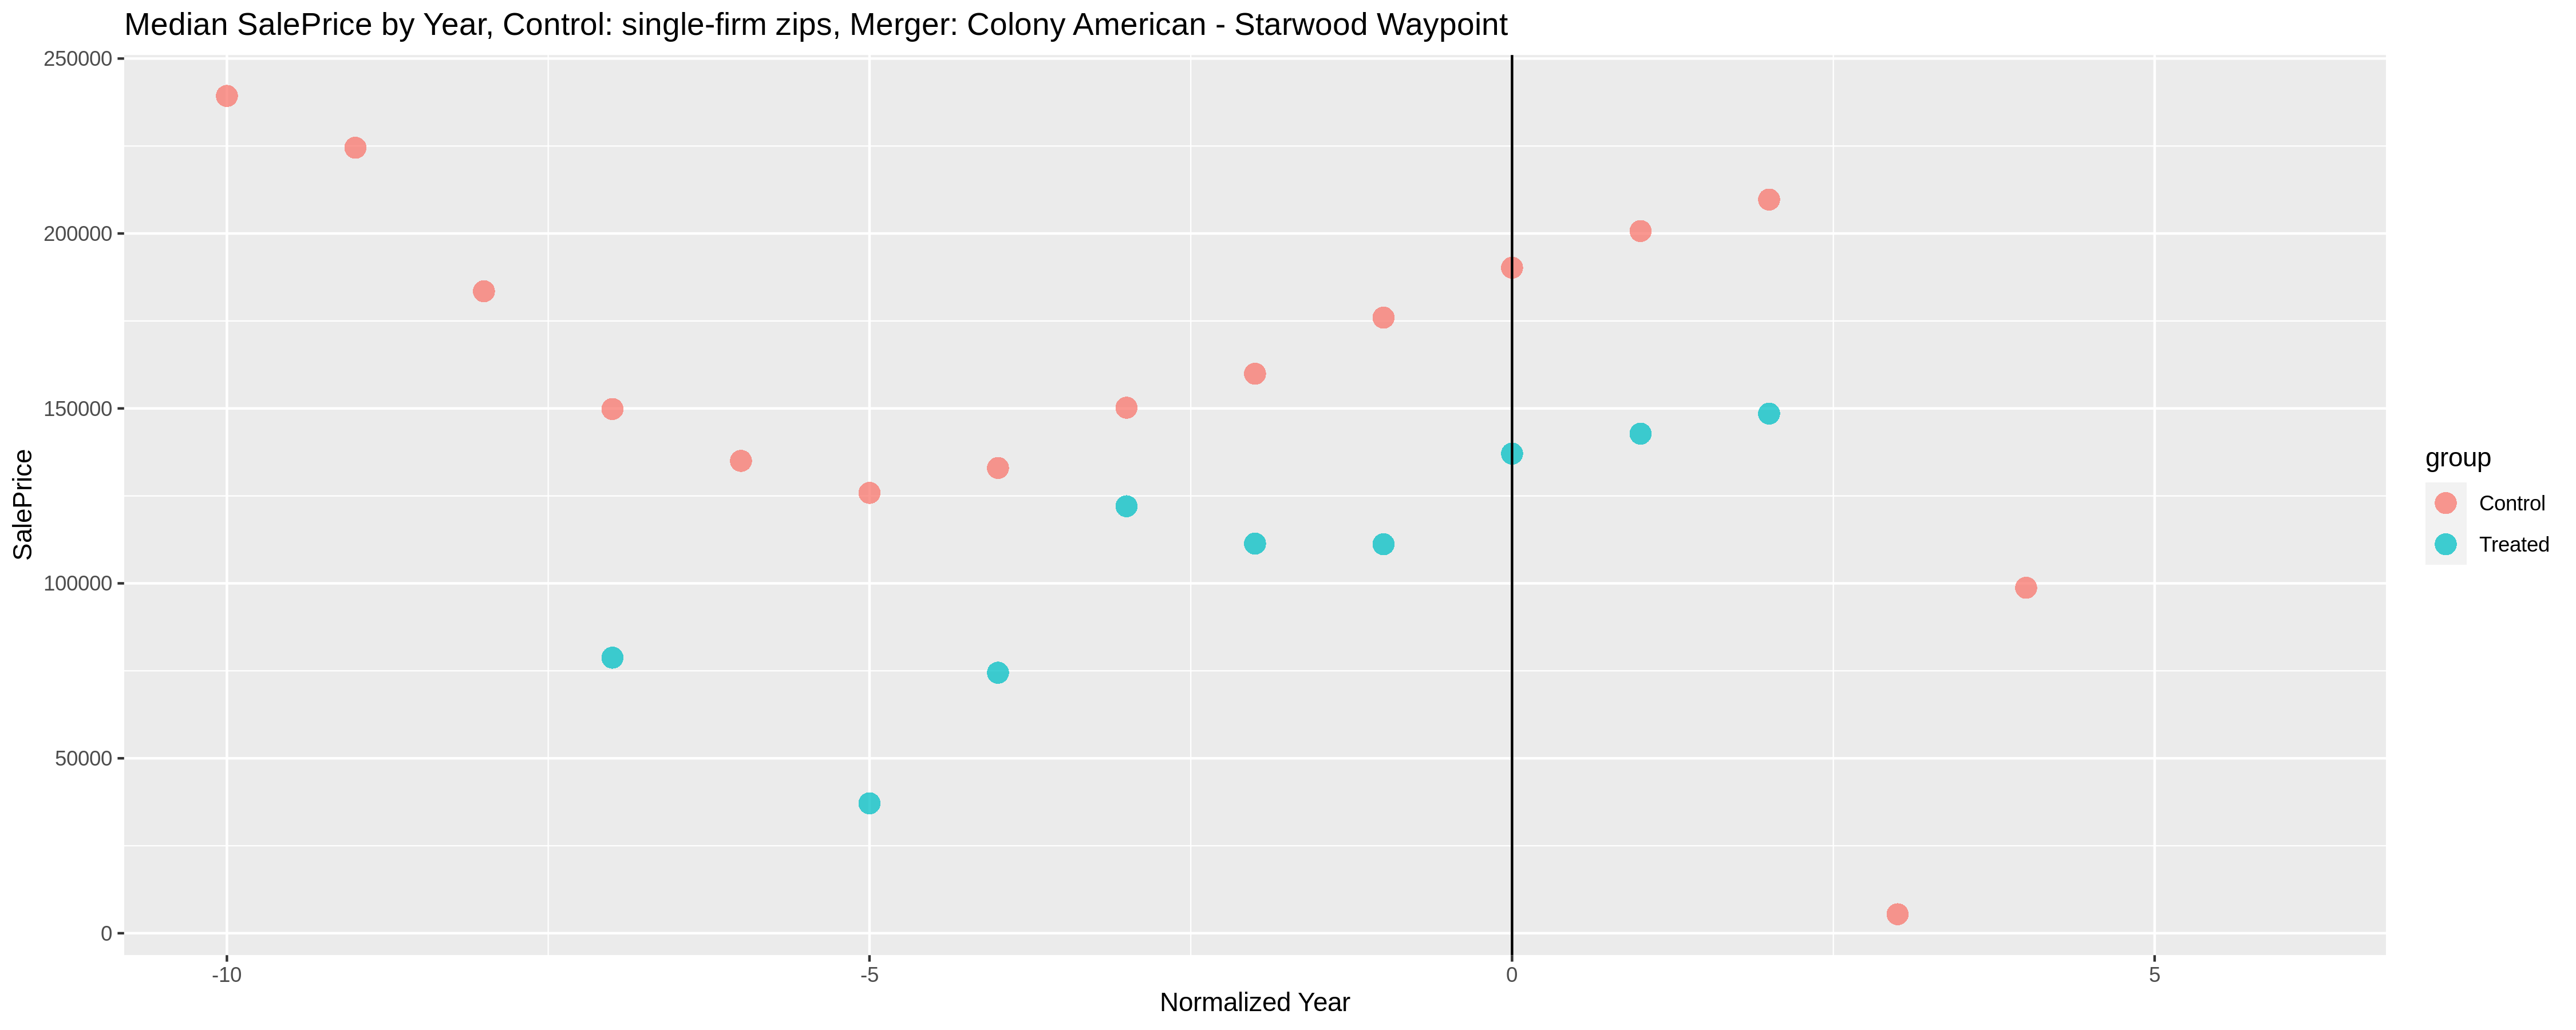 Median SalePrice by Year, Control: single-firm zips, Merger: Colony American - Starwood Waypoint
250000
200000
150000
100000
50000
0
SalePrice
-10
-5
0
5
Normalized Year
group
Control
Treated